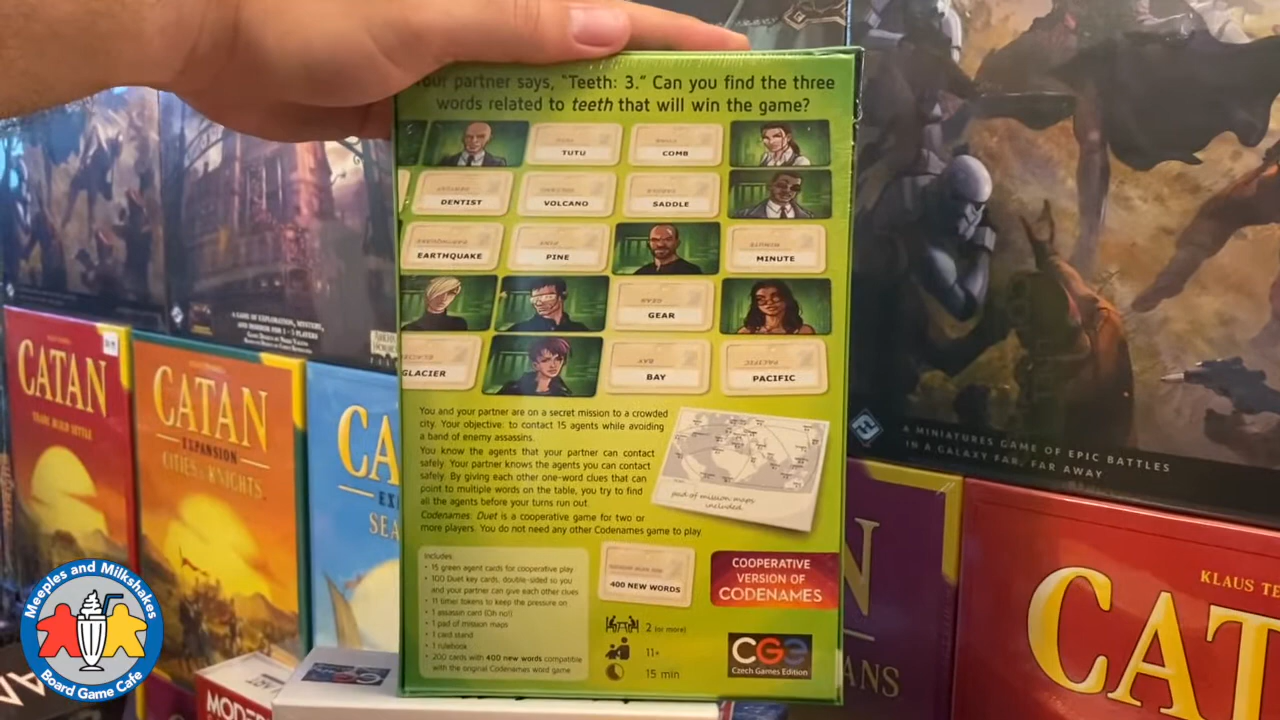 Your partner says, "Teeth: 3." Can you find the three
words related to teeth that will win the game?
TUTU
COMB
DENTIST
VOLCANO
SADDLE
EARTHQUAKE
PINE
MINUTE
GEAR
GLACIER
BAY
PACIFIC
You and your partner are on a secret mission to a crowded
city. Your objective: to contact 15 agents while avoiding
a band of enemy assassins.
You know the agents that your partner can contact
safely. Your partner knows the agents you can contact
safely. By giving each other one-word clues that can
point to multiple words on the table, you try to find
all the agents before your turns run out.
Codenames: Duet is a cooperative game for two or
more players. You do not need any other Codenames game to play.
pad of mission maps
included
Includes:
• 15 green agent cards for cooperative play
• 100 Duet key cards, double-sided so you
and your partner can give each other clues
• 11 timer tokens to keep the pressure on
• 1 assassin card (Oh no!)
• 1 pad of mission maps
• 1 card stand
• 1 rulebook
• 200 cards with 400 new words compatible
with the original Codenames word game
400 NEW WORDS
COOPERATIVE
VERSION OF
CODENAMES
2 (or more)
11+
15 min
CGE
Czech Games Edition
CATAN
TRADE BUILD SETTLE
CATAN
EXPANSION
CITIES & KNIGHTS
CA
EX
SEA
A GAME OF EXPLORATION, MYSTERY,
AND HORROR FOR 1 - 5 PLAYERS
A MINIATURES GAME OF EPIC BATTLES
IN A GALAXY FAR, FAR AWAY
N
ANS
KLAUS TE
CAT
MODER
Meeples and Milkshakes
Board Game Cafe